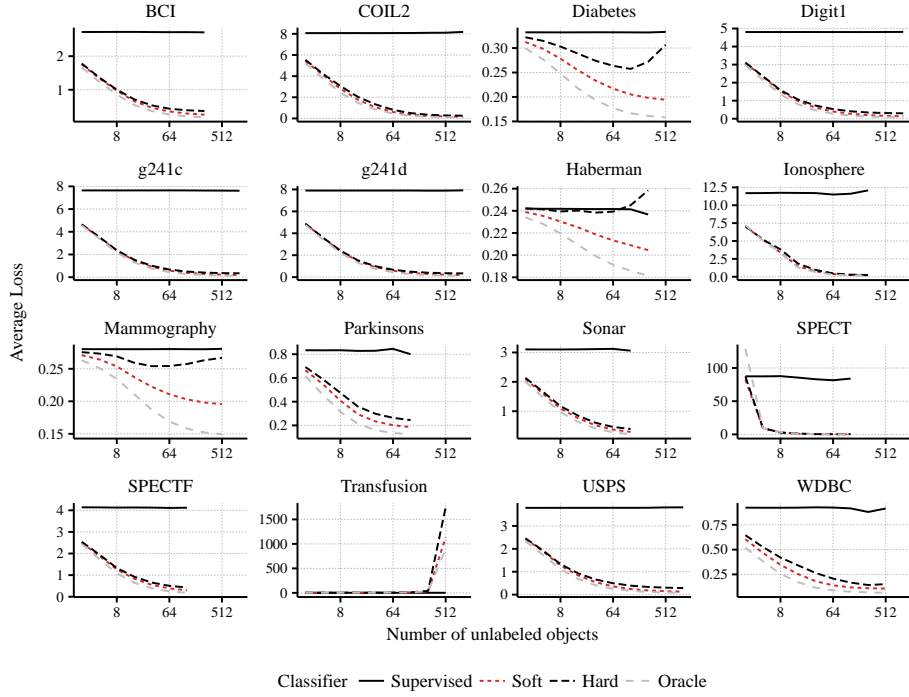 BCI COIL2 Diabetes Digit1
2
1
8 64 512
8
6
4
2
0
8 64 512
0.30
0.25
0.20
0.15
8 64 512
5
4
3
2
1
0
8 64 512
g241c g241d Haberman Ionosphere
8
6
4
2
0
8 64 512
8
6
4
2
0
8 64 512
0.26
0.24
0.22
0.20
0.18
8 64 512
12.5
10.0
7.5
5.0
2.5
0.0
8 64 512
Average Loss
Mammography Parkinsons Sonar SPECT
0.25
0.20
0.15
8 64 512
0.8
0.6
0.4
0.2
8 64 512
3
2
1
8 64 512
100
50
0
8 64 512
SPECTF Transfusion USPS WDBC
4
3
2
1
0
8 64 512
1500
1000
500
0
8 64 512
3
2
1
0
8 64 512
0.75
0.50
0.25
8 64 512
Number of unlabeled objects
Classifier Supervised Soft Hard Oracle